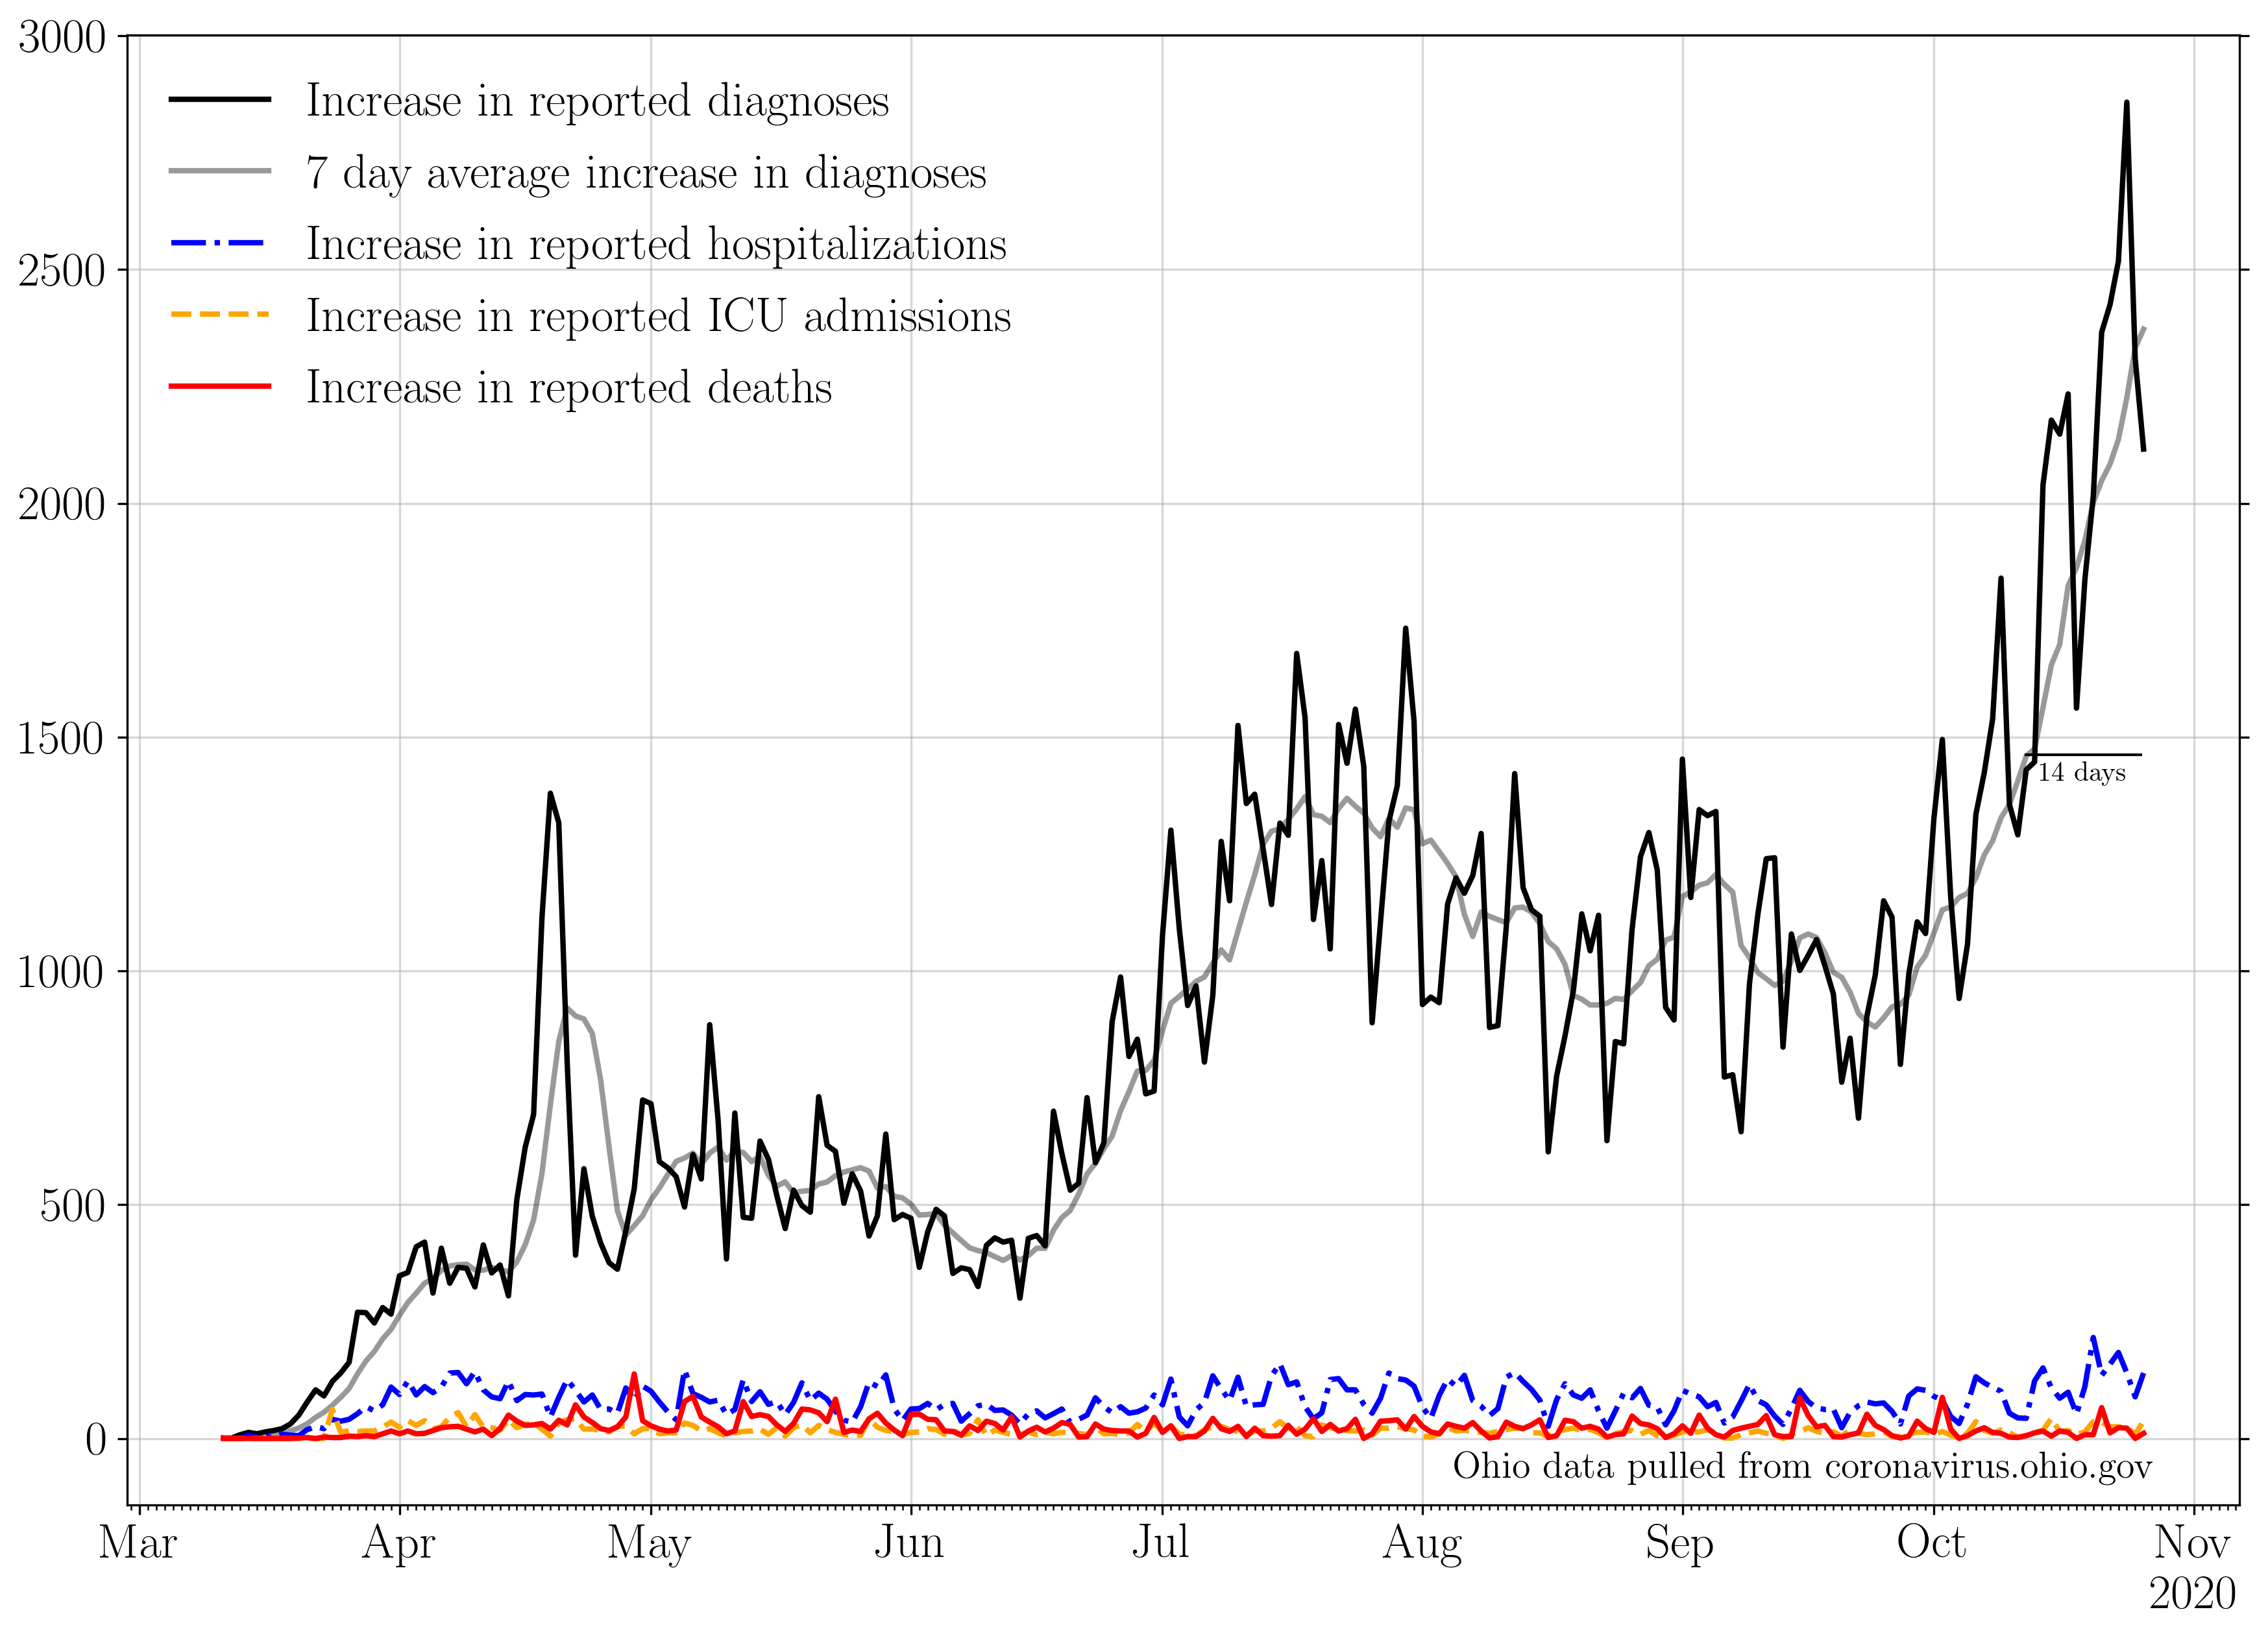 3000
Increase in reported diagnoses
7 day average increase in diagnoses
Increase in reported hospitalizations
2500
Increase in reported ICU admissions
Increase in reported deaths
2000
1500
14 days
1000
500
0
Ohio data pulled from coronavirus.ohio.gov
Mar Apr May Jun Jul Aug Sep Oct Nov
2020